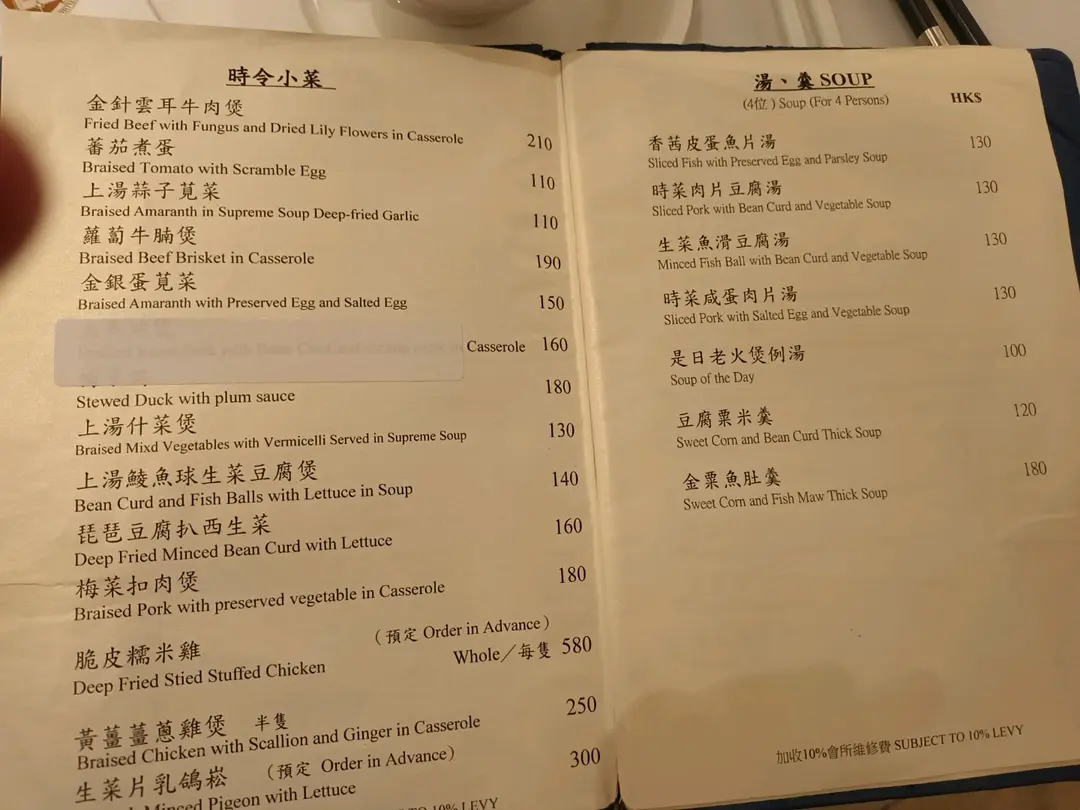 時令小菜
金針雲耳牛肉煲
Fried Beef with Fungus and Dried Lily Flowers in Casserole 210
蕃茄煮蛋
Braised Tomato with Scramble Egg 110
上湯蒜子莧菜
Braised Amaranth in Supreme Soup Deep-fried Garlic 110
蘿蔔牛腩煲
Braised Beef Brisket in Casserole 190
金銀蛋莧菜
Braised Amaranth with Preserved Egg and Salted Egg 150
Casserole 160
Stewed Duck with plum sauce 180
上湯什菜煲
Braised Mixd Vegetables with Vermicelli Served in Supreme Soup 130
上湯鯪魚球生菜豆腐煲
Bean Curd and Fish Balls with Lettuce in Soup 140
琵琶豆腐扒西生菜
Deep Fried Minced Bean Curd with Lettuce 160
梅菜扣肉煲
Braised Pork with preserved vegetable in Casserole 180
(預定 Order in Advance)
脆皮糯米雞 Whole／每隻 580
Deep Fried Stied Stuffed Chicken
黃薑薑蔥雞煲 半隻 250
Braised Chicken with Scallion and Ginger in Casserole
生菜片乳鴿崧 (預定 Order in Advance) 300
Minced Pigeon with Lettuce
10% LEVY
湯、羹 SOUP
(4位 ) Soup (For 4 Persons) HK$
香茜皮蛋魚片湯 130
Sliced Fish with Preserved Egg and Parsley Soup
時菜肉片豆腐湯 130
Sliced Pork with Bean Curd and Vegetable Soup
生菜魚滑豆腐湯 130
Minced Fish Ball with Bean Curd and Vegetable Soup
時菜咸蛋肉片湯 130
Sliced Pork with Salted Egg and Vegetable Soup
是日老火煲例湯 100
Soup of the Day
豆腐粟米羹 120
Sweet Corn and Bean Curd Thick Soup
金粟魚肚羹 180
Sweet Corn and Fish Maw Thick Soup
加收10%會所維修費 SUBJECT TO 10% LEVY